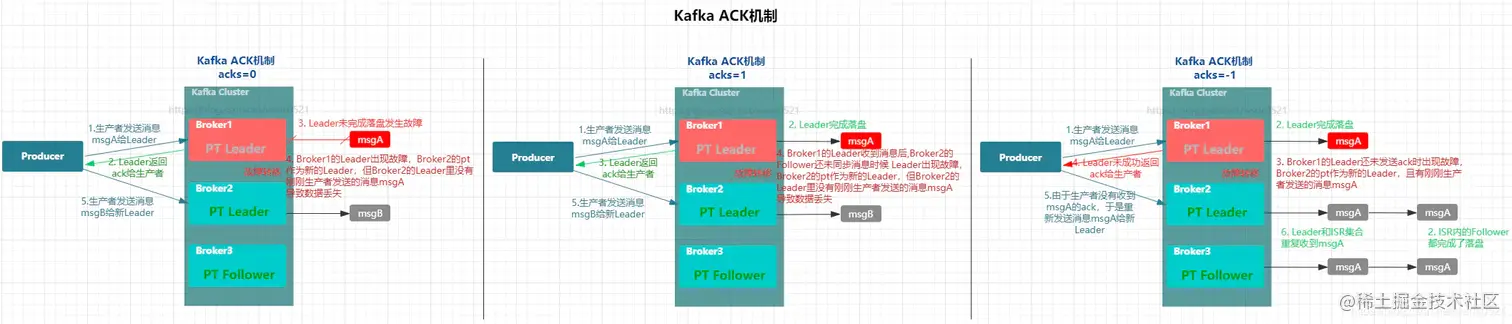 Kafka ACK机制
Kafka ACK机制
acks=0
Kafka Cluster
Broker1
PT Leader
Producer
1.生产者发送消息
msgA给Leader
2. Leader返回
ack给生产者
3. Leader未完成落盘发生故障
msgA
4. Broker1的Leader出现故障，Broker2的pt
作为新的Leader，但Broker2的Leader里没有
刚刚生产者发送的消息msgA
导致数据丢失
故障转移
Broker2
PT Leader
5.生产者发送消息
msgB给新Leader
msgB
Broker3
PT Follower
Kafka ACK机制
acks=1
Kafka Cluster
Broker1
PT Leader
Producer
1.生产者发送消息
msgA给Leader
3. Leader返回
ack给生产者
2. Leader完成落盘
msgA
4. Broker1的Leader收到消息后,Broker2的
Follower还未同步消息时候 Leader出现故障,
Broker2的pt作为新的Leader，但Broker2的
Leader里没有刚刚生产者发送的消息msgA
导致数据丢失
故障转移
Broker2
PT Leader
5.生产者发送消息
msgB给新Leader
msgB
Broker3
PT Follower
Kafka ACK机制
acks=-1
Kafka Cluster
Broker1
PT Leader
Producer
1.生产者发送消息
msgA给Leader
4. Leader未成功返回
ack给生产者
2. Leader完成落盘
msgA
3. Broker1的Leader还未发送ack时出现故障，
Broker2的pt作为新的Leader，且有刚刚生产
者发送的消息msgA
故障转移
Broker2
PT Leader
5.由于生产者没有收到
msgA的ack，于是重
新发送消息msgA给新
Leader
msgA
msgA
6. Leader和ISR集合
重复收到msgA
2. ISR内的Follower
都完成了落盘
Broker3
PT Follower
msgA
msgA
@稀土掘金技术社区